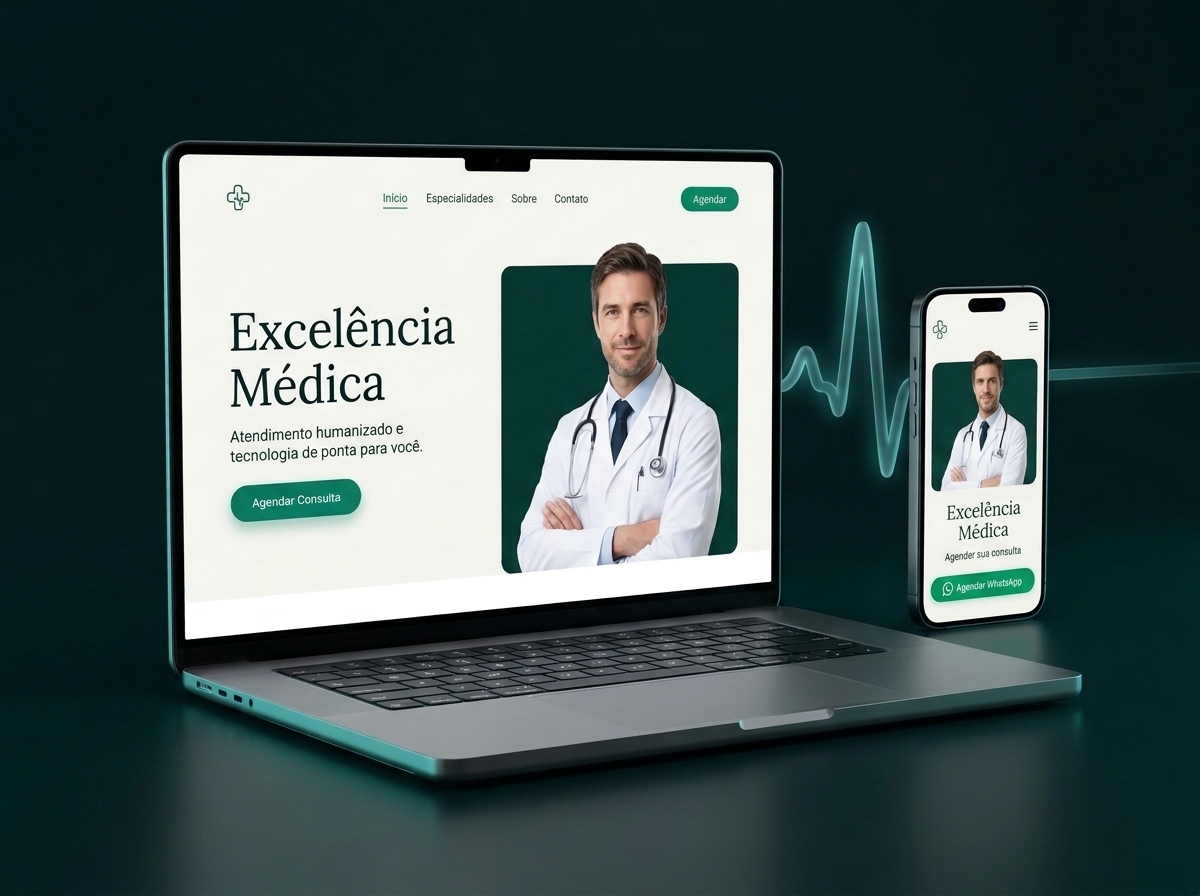 Início
Especialidades
Sobre
Contato
Agendar
Excelência
Médica
Atendimento humanizado e
tecnologia de ponta para você.
Agendar Consulta
Excelência
Médica
Agender sua consulta
Agendar WhatsApp